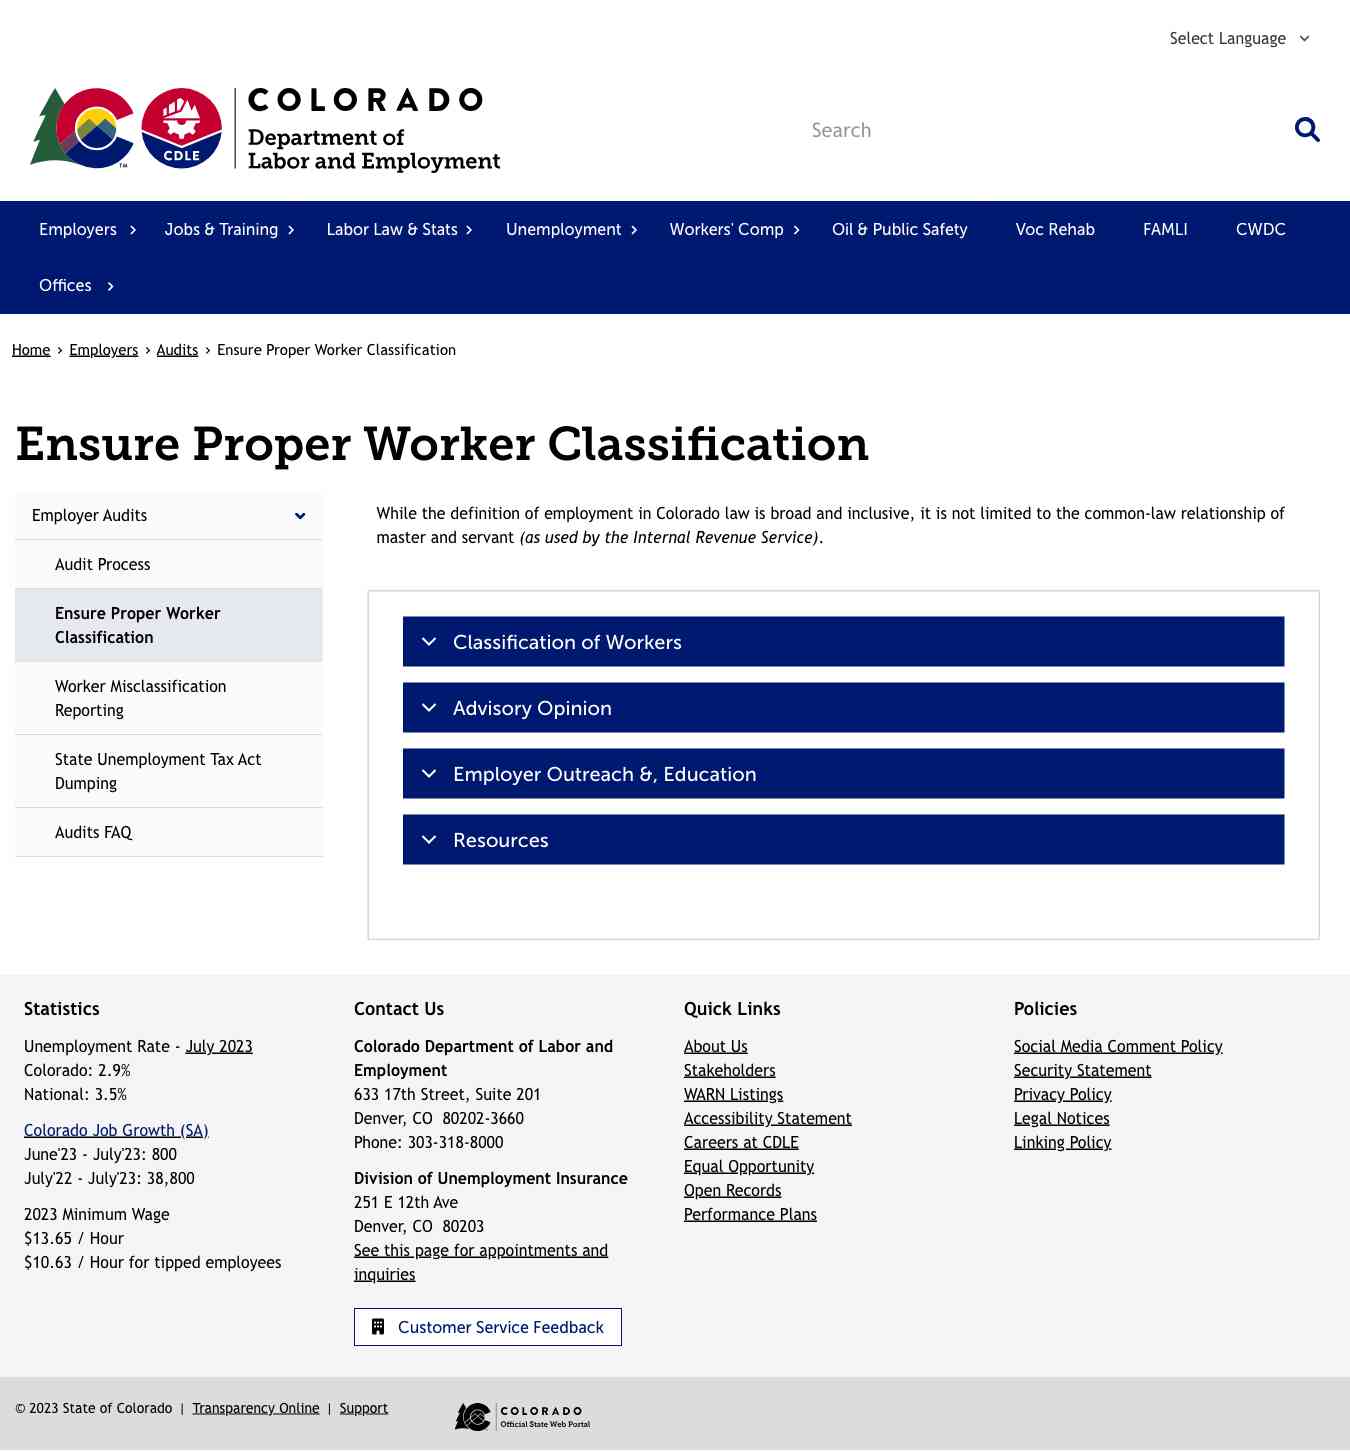 Select Language
COLORADO
Department of
Labor and Employment
CDLE
TM
Search
Employers Jobs & Training Labor Law & Stats Unemployment Workers' Comp Oil & Public Safety Voc Rehab FAMLI CWDC
Offices
Home › Employers › Audits › Ensure Proper Worker Classification
Ensure Proper Worker Classification
Employer Audits
Audit Process
Ensure Proper Worker
Classification
Worker Misclassification
Reporting
State Unemployment Tax Act
Dumping
Audits FAQ
While the definition of employment in Colorado law is broad and inclusive, it is not limited to the common-law relationship of
master and servant (as used by the Internal Revenue Service).
Classification of Workers
Advisory Opinion
Employer Outreach &, Education
Resources
Statistics
Unemployment Rate - July 2023
Colorado: 2.9%
National: 3.5%
Colorado Job Growth (SA)
June'23 - July'23: 800
July'22 - July'23: 38,800
2023 Minimum Wage
$13.65 / Hour
$10.63 / Hour for tipped employees
Contact Us
Colorado Department of Labor and
Employment
633 17th Street, Suite 201
Denver, CO  80202-3660
Phone: 303-318-8000
Division of Unemployment Insurance
251 E 12th Ave
Denver, CO  80203
See this page for appointments and
inquiries
Customer Service Feedback
Quick Links
About Us
Stakeholders
WARN Listings
Accessibility Statement
Careers at CDLE
Equal Opportunity
Open Records
Performance Plans
Policies
Social Media Comment Policy
Security Statement
Privacy Policy
Legal Notices
Linking Policy
© 2023 State of Colorado | Transparency Online | Support
COLORADO
Official State Web Portal